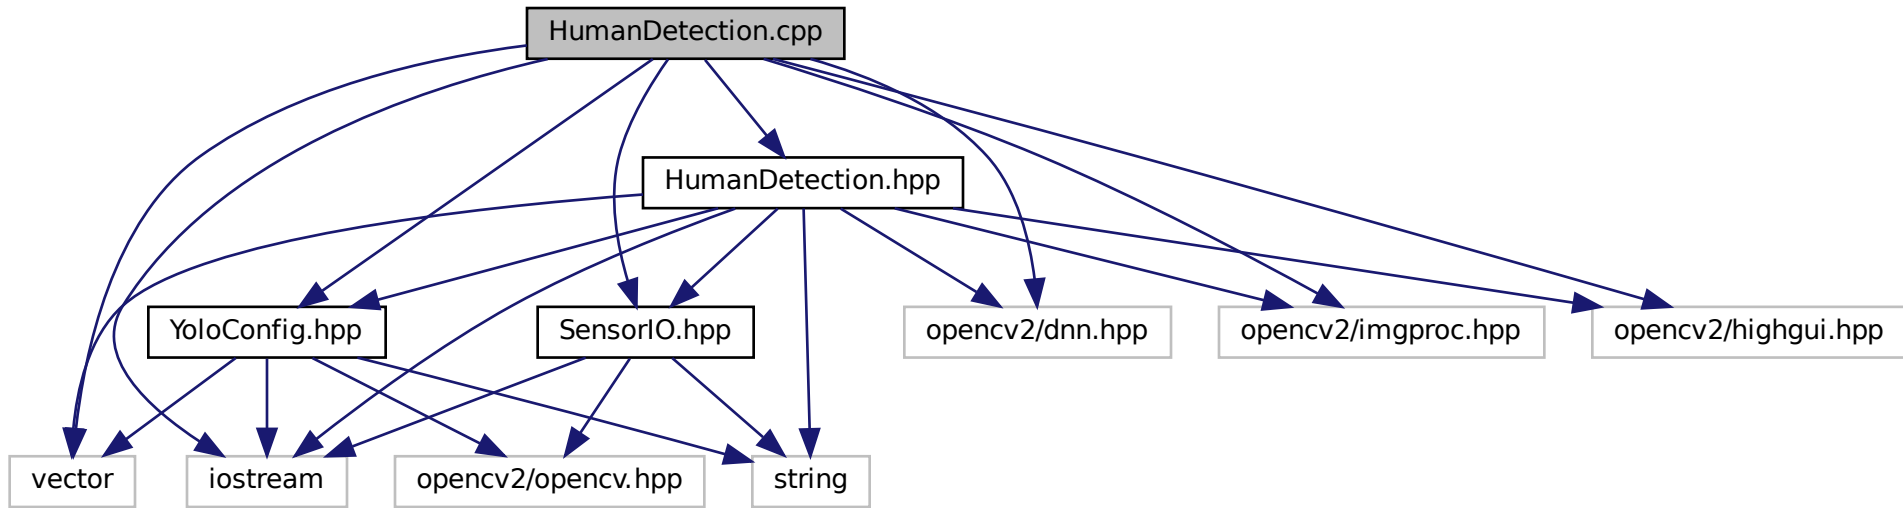 HumanDetection.cpp
HumanDetection.hpp
YoloConfig.hpp
SensorIO.hpp
opencv2/dnn.hpp
opencv2/imgproc.hpp
opencv2/highgui.hpp
vector
iostream
opencv2/opencv.hpp
string